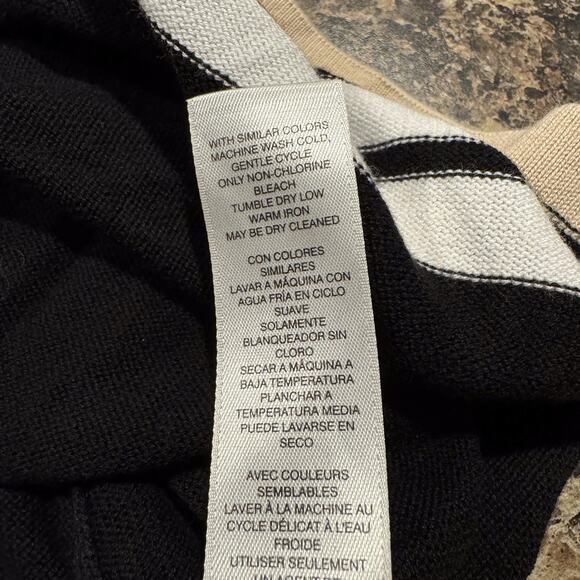 WITH SIMILAR COLORS
MACHINE WASH COLD,
GENTLE CYCLE
ONLY NON-CHLORINE
BLEACH
TUMBLE DRY LOW
WARM IRON
MAY BE DRY CLEANED
CON COLORES
SIMILARES
LAVAR A MÁQUINA CON
AGUA FRÍA EN CICLO
SUAVE
SOLAMENTE
BLANQUEADOR SIN
CLORO
SECAR A MÁQUINA A
BAJA TEMPERATURA
PLANCHAR A
TEMPERATURA MEDIA
PUEDE LAVARSE EN
SECO
AVEC COULEURS
SEMBLABLES
LAVER À LA MACHINE AU
CYCLE DÉLICAT À L'EAU
FROIDE
UTILISER SEULEMENT
UN AGENT DE